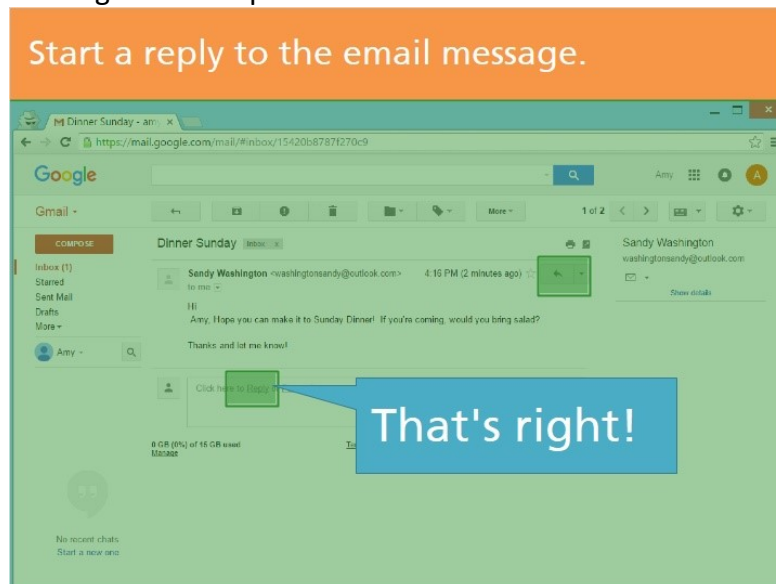 Start a reply to the email message.
Dinner Sunday - am
https://mail.google.com/mail/#inbox/15420b8787f270c9
Google
Amy
A
Gmail
More
1 of 2
COMPOSE
Dinner Sunday
Inbox x
Sandy Washington
washingtonsandy@outlook.com
Inbox (1)
Sandy Washington <washingtonsandy@outlook.com>
4:16 PM (2 minutes ago)
Starred
to me
Show details
Sent Mail
Hi
Drafts
Amy, Hope you can make it to Sunday Dinner! If you're coming, would you bring salad?
More
Thanks and let me know!
Amy
Click here to Reply
That's right!
0 GB (0%) of 15 GB used
Manage
No recent chats
Start a new one